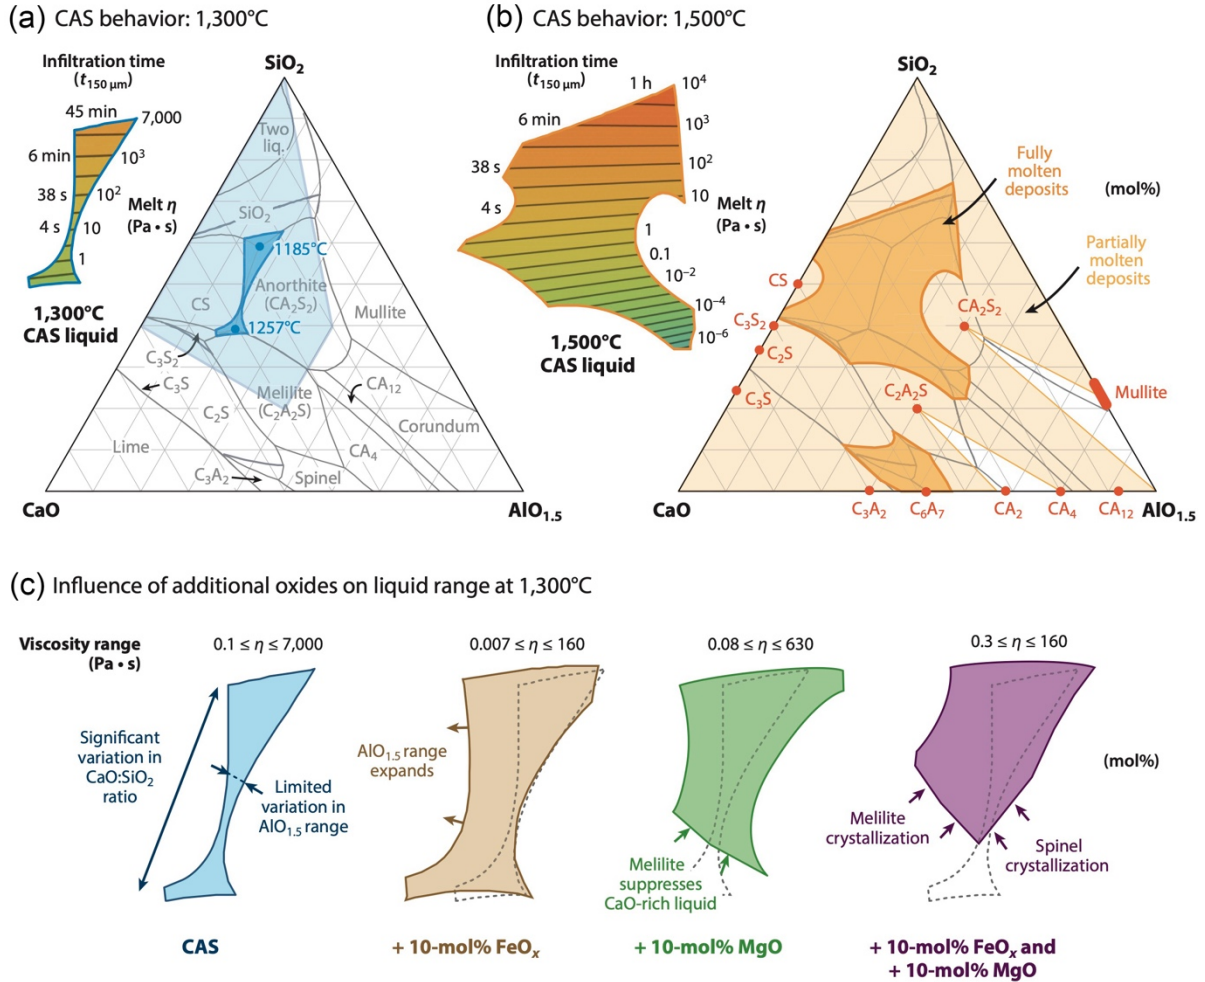 (a) CAS behavior: 1,300°C
Infiltration time
(t150 μm)
45 min
7,000
6 min
10³
38 s
10²
Melt η
(Pa • s)
4 s
10
1
1,300°C
CAS liquid
SiO₂
Two
liq.
SiO₂
1185°C
Anorthite
(CA₂S₂)
CS
Mullite
1257°C
C₃S₂
C₃S
C₂S
Melilite
(C₂A₂S)
CA₁₂
Corundum
Lime
CA₄
C₃A₂
Spinel
CaO
AlO₁.₅
(b) CAS behavior: 1,500°C
Infiltration time
(t150 μm)
1 h
10⁴
6 min
10³
38 s
10²
10
4 s
Melt η
(Pa • s)
1
0.1
10⁻²
10⁻⁴
10⁻⁶
1,500°C
CAS liquid
SiO₂
Fully
molten
deposits
(mol%)
Partially
molten
deposits
CS
CA₂S₂
C₃S₂
C₂S
C₃S
C₂A₂S
Mullite
CaO
C₃A₂
C₆A₇
CA₂
CA₄
CA₁₂
AlO₁.₅
(c) Influence of additional oxides on liquid range at 1,300°C
Viscosity range
(Pa • s)
0.1 ≤ η ≤ 7,000
0.007 ≤ η ≤ 160
0.08 ≤ η ≤ 630
0.3 ≤ η ≤ 160
Significant
variation in
CaO:SiO₂
ratio
Limited
variation in
AlO₁.₅ range
AlO₁.₅ range
expands
Melilite
suppresses
CaO-rich liquid
Melilite
crystallization
Spinel
crystallization
(mol%)
CAS
+ 10-mol% FeOₓ
+ 10-mol% MgO
+ 10-mol% FeOₓ and
+ 10-mol% MgO